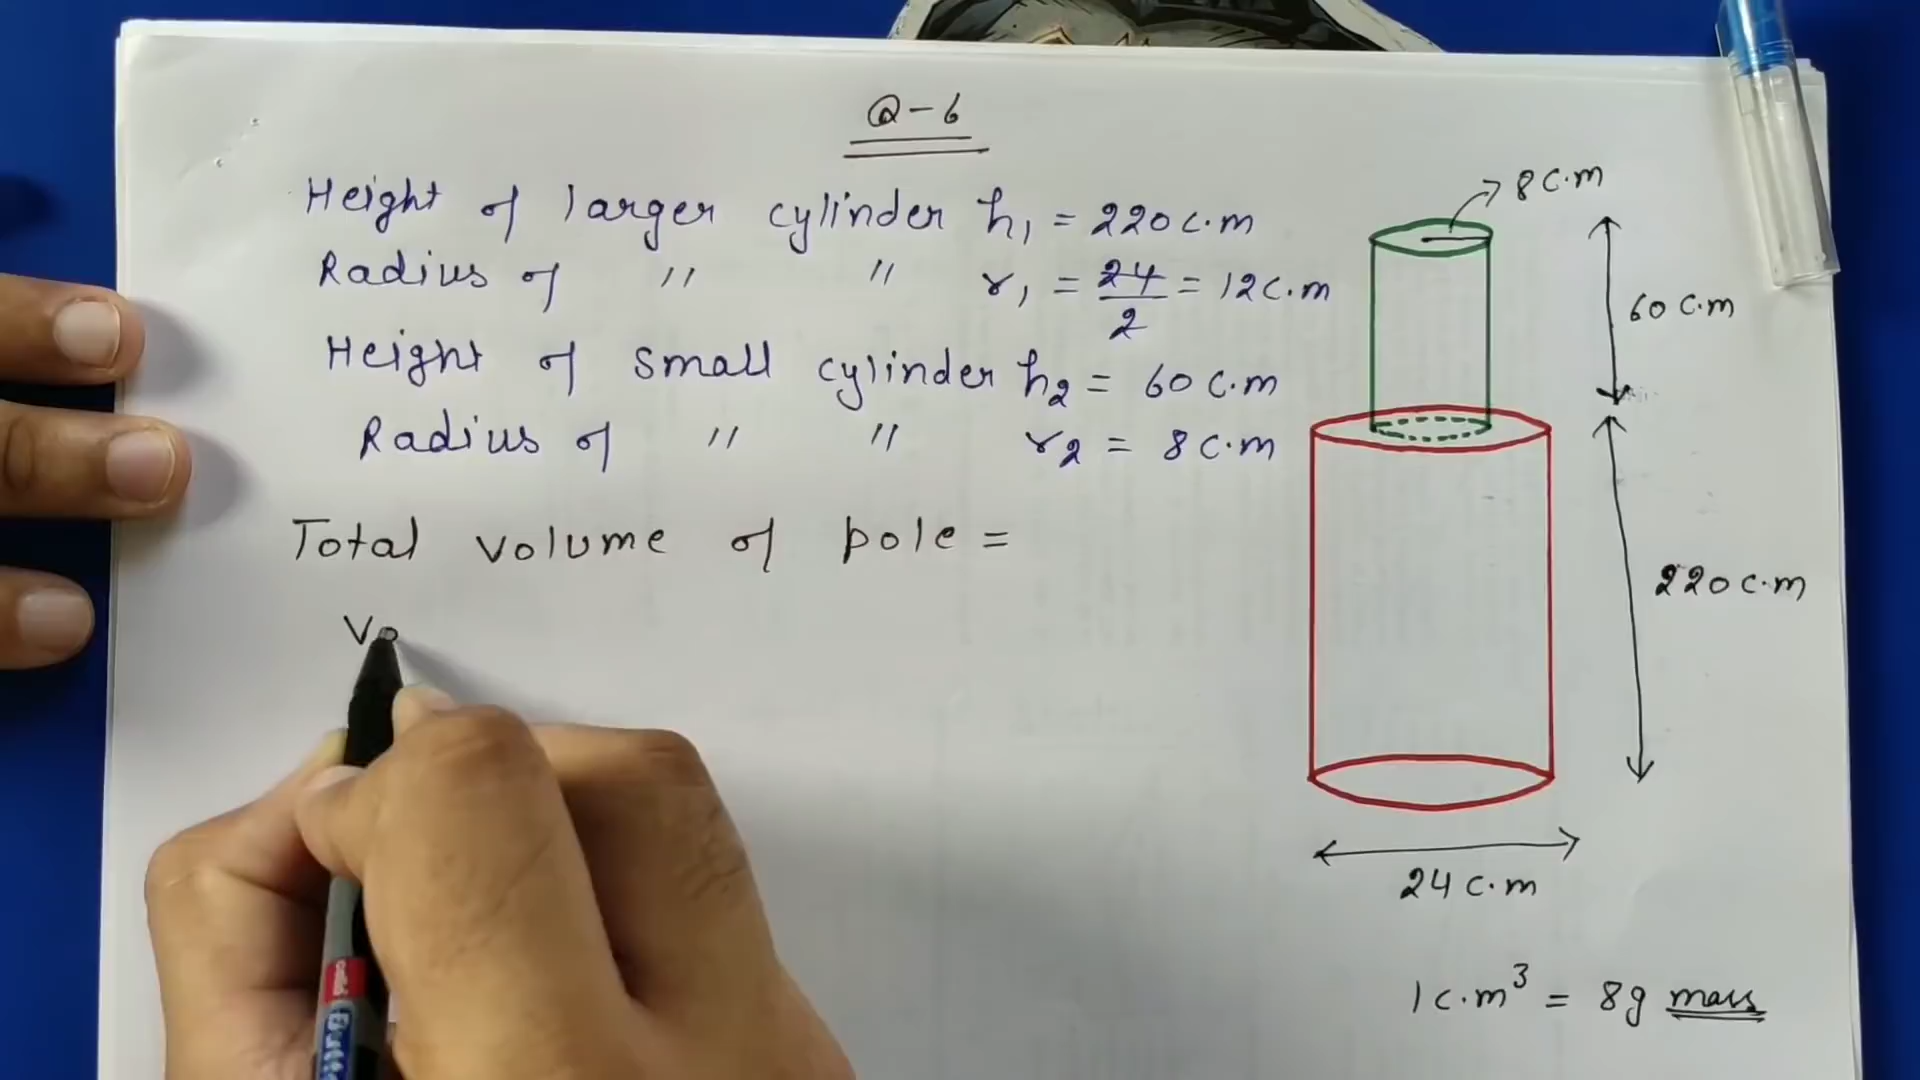 Q-6
Height of larger cylinder h₁ = 220 c.m
Radius of " " r₁ = 24/2 = 12 c.m
Height of small cylinder h₂ = 60 c.m
Radius of " " r₂ = 8 c.m
Total volume of pole =
Vo
8 c.m
60 c.m
220 c.m
24 c.m
1 c.m³ = 8g mass